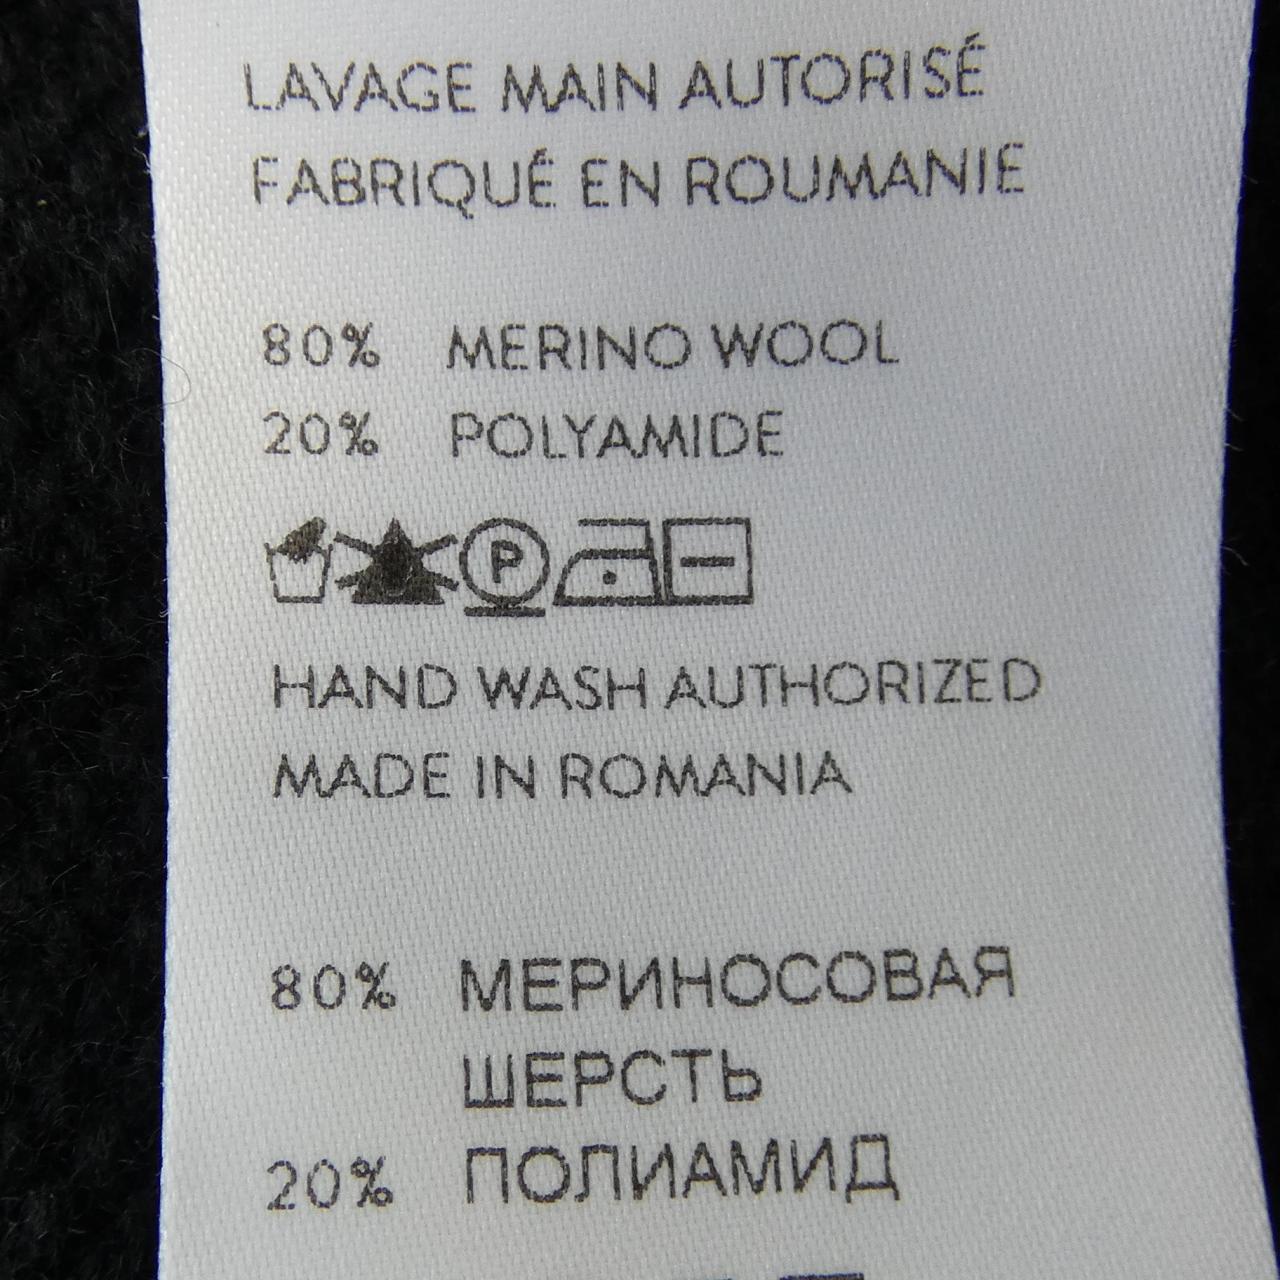 LAVAGE MAIN AUTORISÉ
FABRIQUÉ EN ROUMANIE
80% MERINO WOOL
20% POLYAMIDE
P
HAND WASH AUTHORIZED
MADE IN ROMANIA
80% МЕРИНОСОВАЯ
ШЕРСТЬ
20% ПОЛИАМИД